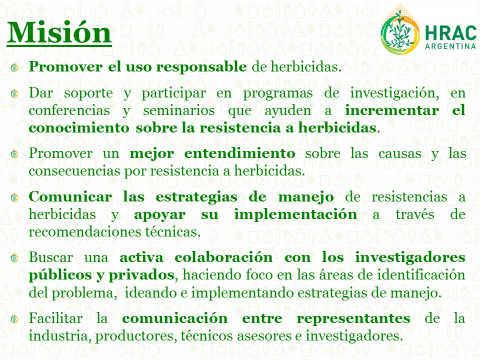 Misión
HRAC
ARGENTINA
Promover el uso responsable de herbicidas.
Dar soporte y participar en programas de investigación, en
conferencias y seminarios que ayuden a incrementar el
conocimiento sobre la resistencia a herbicidas.
Promover un mejor entendimiento sobre las causas y las
consecuencias por resistencia a herbicidas.
Comunicar las estrategias de manejo de resistencias a
herbicidas y apoyar su implementación a través de
recomendaciones técnicas.
Buscar una activa colaboración con los investigadores
públicos y privados, haciendo foco en las áreas de identificación
del problema, ideando e implementando estrategias de manejo.
Facilitar la comunicación entre representantes de la
industria, productores, técnicos asesores e investigadores.